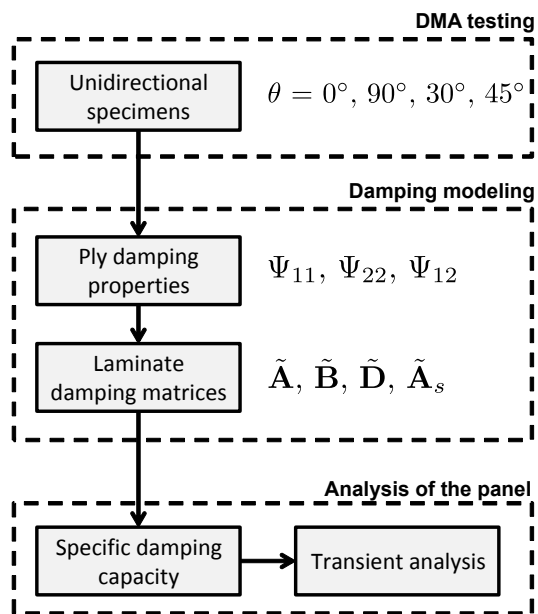 DMA testing
Unidirectional
specimens
θ = 0°, 90°, 30°, 45°
Damping modeling
Ply damping
properties
Ψ₁₁, Ψ₂₂, Ψ₁₂
Laminate
damping matrices
Ã, B̃, D̃, Ãₛ
Analysis of the panel
Specific damping
capacity
Transient analysis